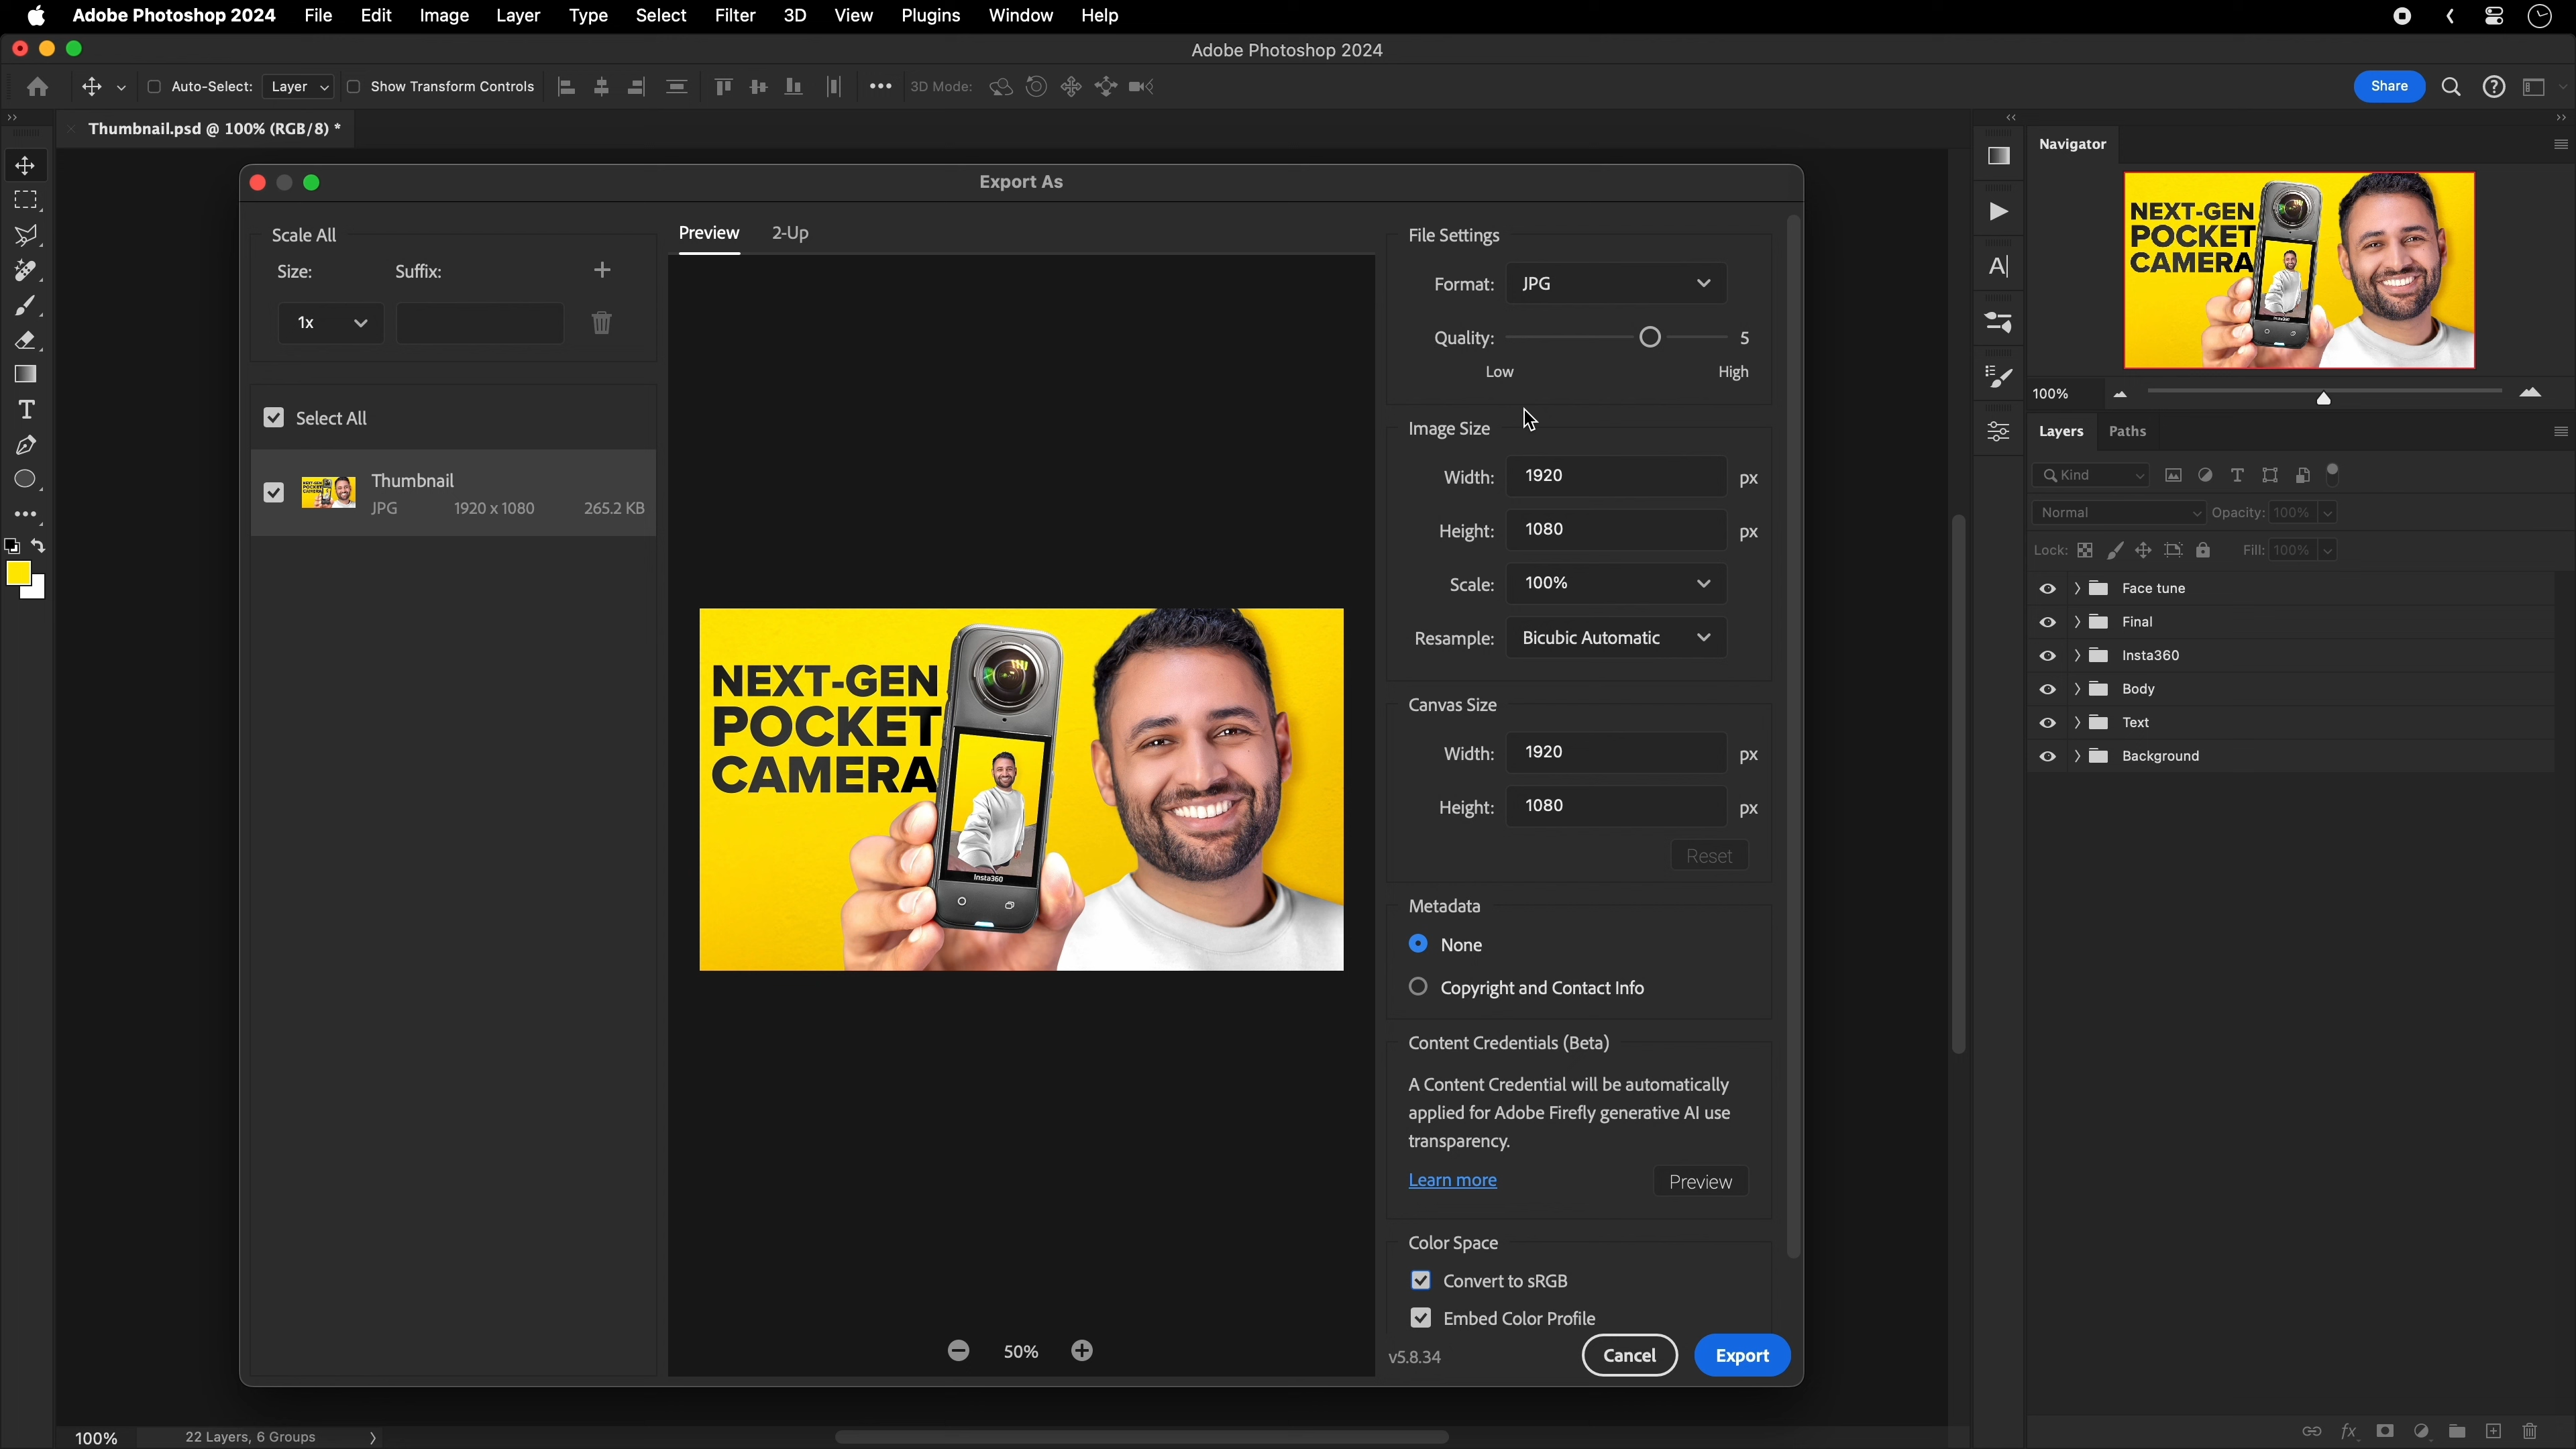 Adobe Photoshop 2024 File Edit Image Layer Type Select Filter 3D View Plugins Window Help
Adobe Photoshop 2024
Auto-Select: Layer Show Transform Controls 3D Mode: Share
Thumbnail.psd @ 100% (RGB/8) *
Export As
Scale All
Size: Suffix:
1x
Select All
Thumbnail
JPG 1920 x 1080 265.2 KB
Preview 2-Up
NEXT-GEN
POCKET
CAMERA
Insta360
50%
File Settings
Format: JPG
Quality: 5
Low High
Image Size
Width: 1920 px
Height: 1080 px
Scale: 100%
Resample: Bicubic Automatic
Canvas Size
Width: 1920 px
Height: 1080 px
Reset
Metadata
None
Copyright and Contact Info
Content Credentials (Beta)
A Content Credential will be automatically
applied for Adobe Firefly generative AI use
transparency.
Learn more Preview
Color Space
Convert to sRGB
Embed Color Profile
v5.8.34 Cancel Export
Navigator
NEXT-GEN
POCKET
CAMERA
100%
Layers Paths
Kind
Normal Opacity: 100%
Lock: Fill: 100%
Face tune
Final
Insta360
Body
Text
Background
fx
100% 22 Layers, 6 Groups